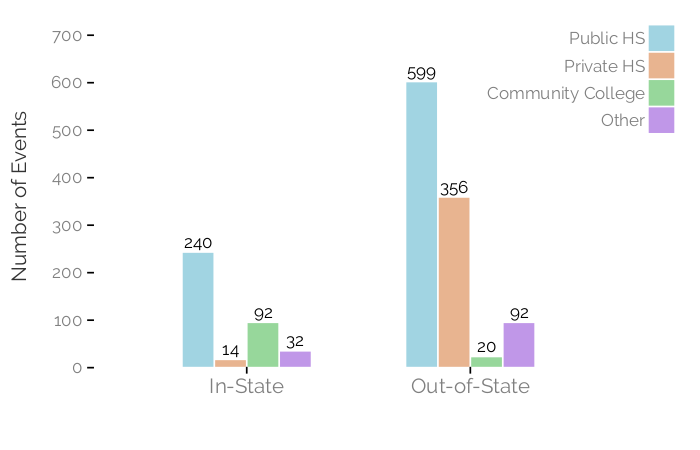 Number of Events
700
600
500
400
300
200
100
0
Public HS
Private HS
Community College
Other
240
14
92
32
599
356
20
92
In-State
Out-of-State